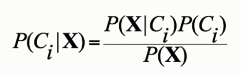 P(C_i|X) = P(X|C_i)P(C_i) / P(X)